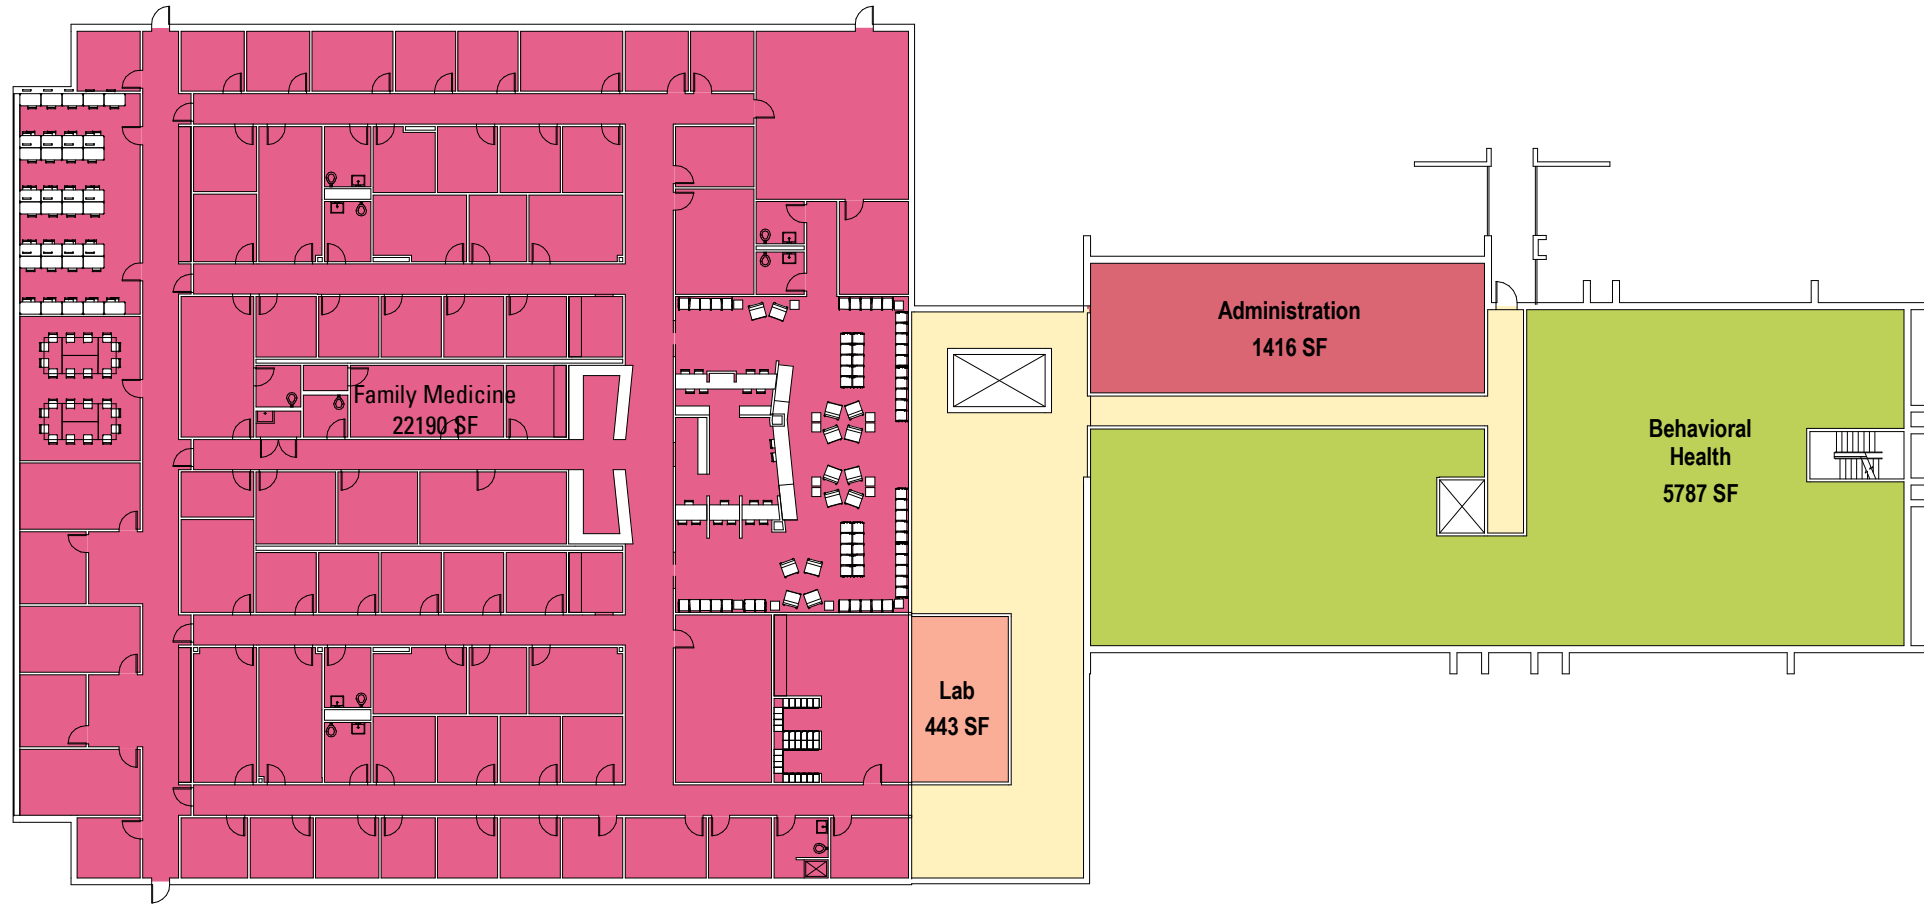 Family Medicine
22190 SF
Administration
1416 SF
Behavioral
Health
5787 SF
Lab
443 SF